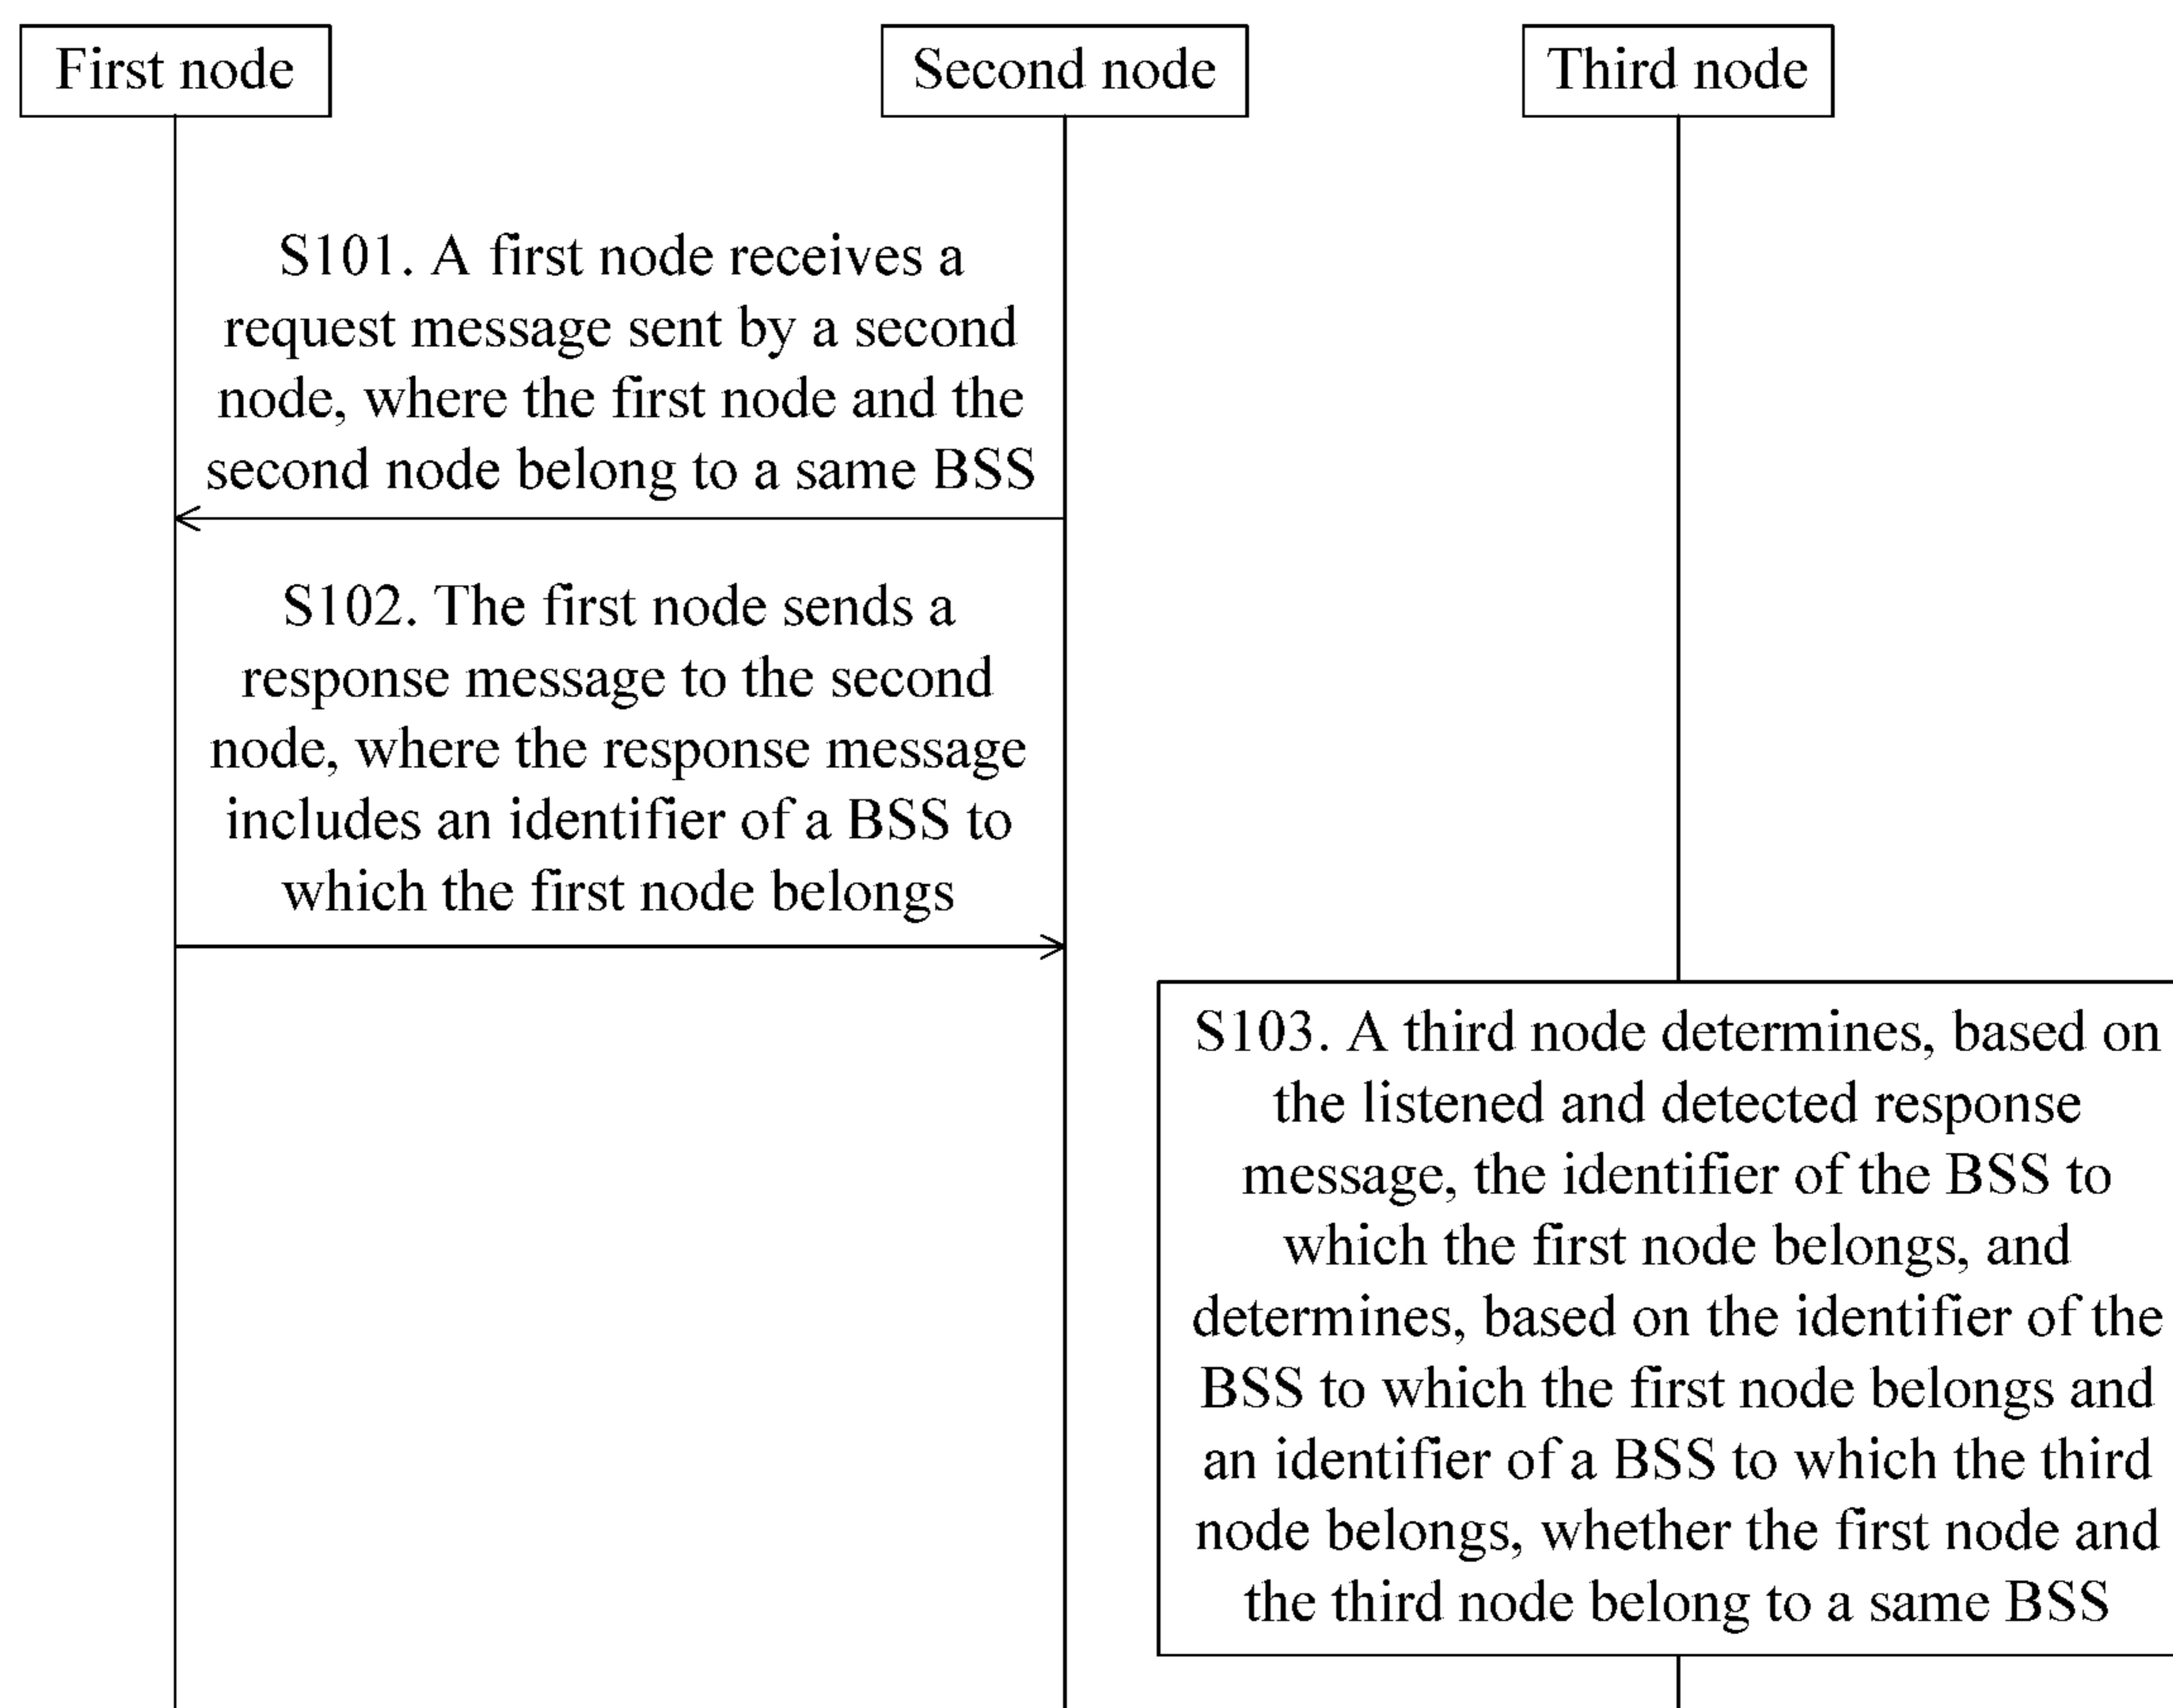 First node
Second node
Third node
S101. A first node receives a
request message sent by a second
node, where the first node and the
second node belong to a same BSS
S102. The first node sends a
response message to the second
node, where the response message
includes an identifier of a BSS to
which the first node belongs
S103. A third node determines, based on
the listened and detected response
message, the identifier of the BSS to
which the first node belongs, and
determines, based on the identifier of the
BSS to which the first node belongs and
an identifier of a BSS to which the third
node belongs, whether the first node and
the third node belong to a same BSS